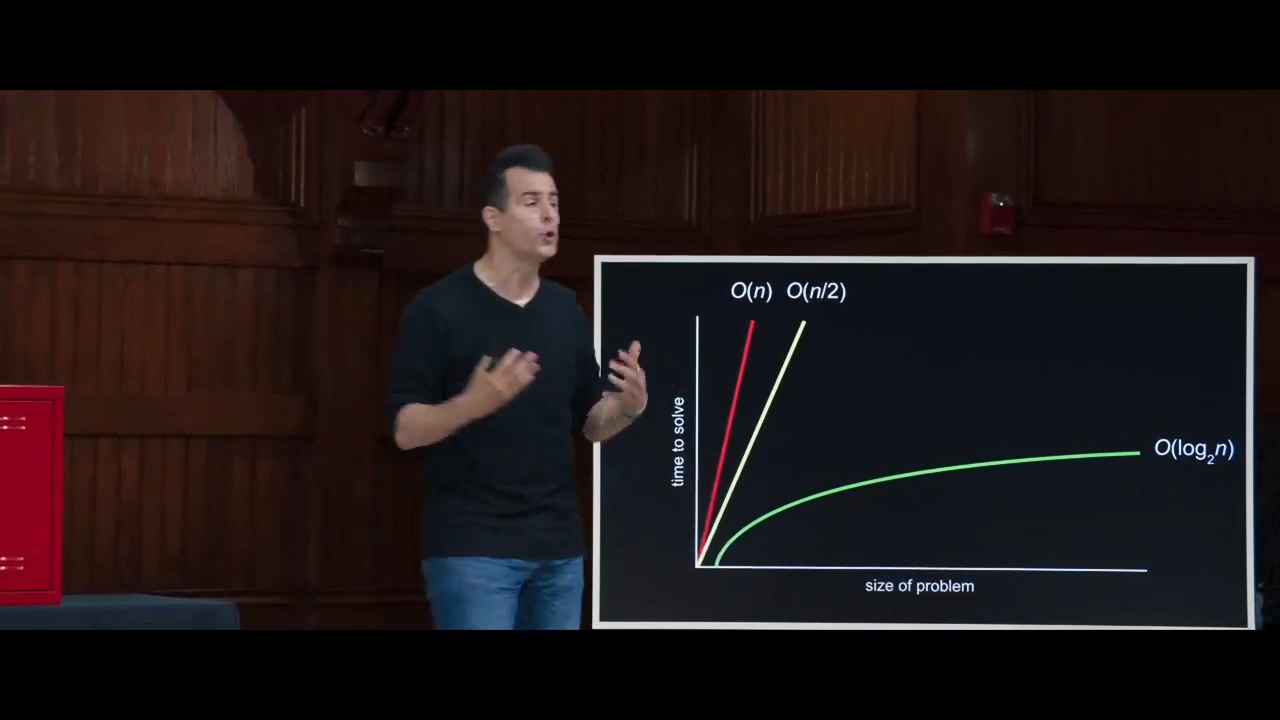 O(n) O(n/2)
time to solve
O(log₂n)
size of problem